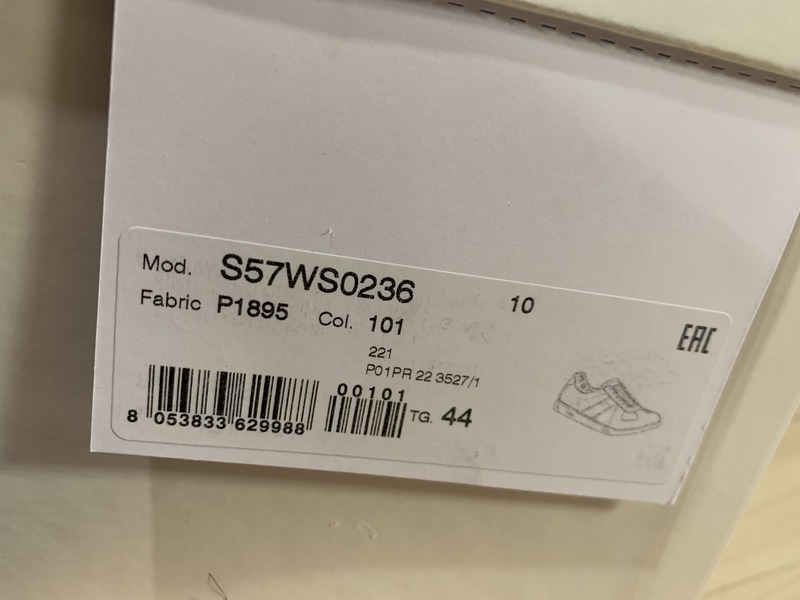 Mod. S57WS0236 10
Fabric P1895 Col. 101
EAC
221
P01PR 22 3527/1
00101
8 053833 629988
TG. 44